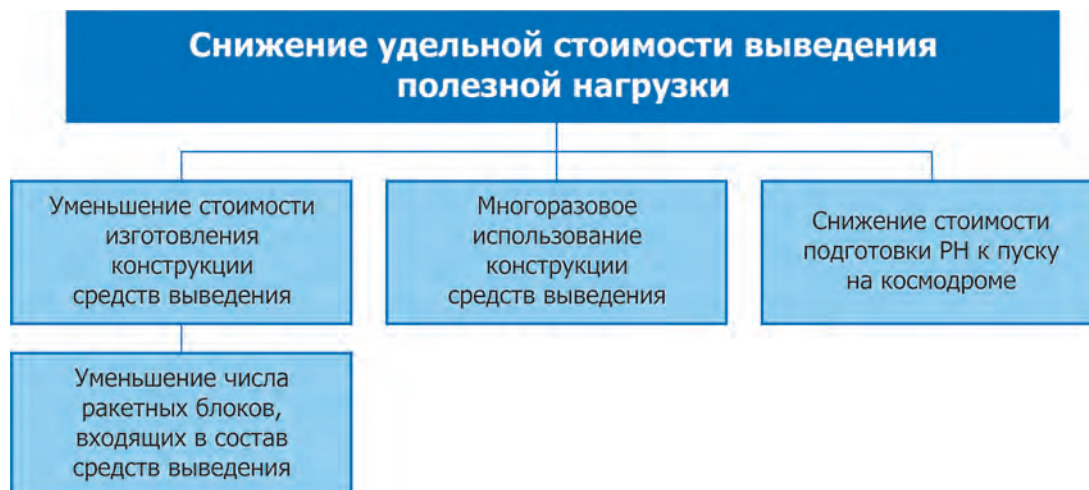 Снижение удельной стоимости выведения
полезной нагрузки
Уменьшение стоимости
изготовления
конструкции
средств выведения
Многоразовое
использование
конструкции
средств выведения
Снижение стоимости
подготовки РН к пуску
на космодроме
Уменьшение числа
ракетных блоков,
входящих в состав
средств выведения